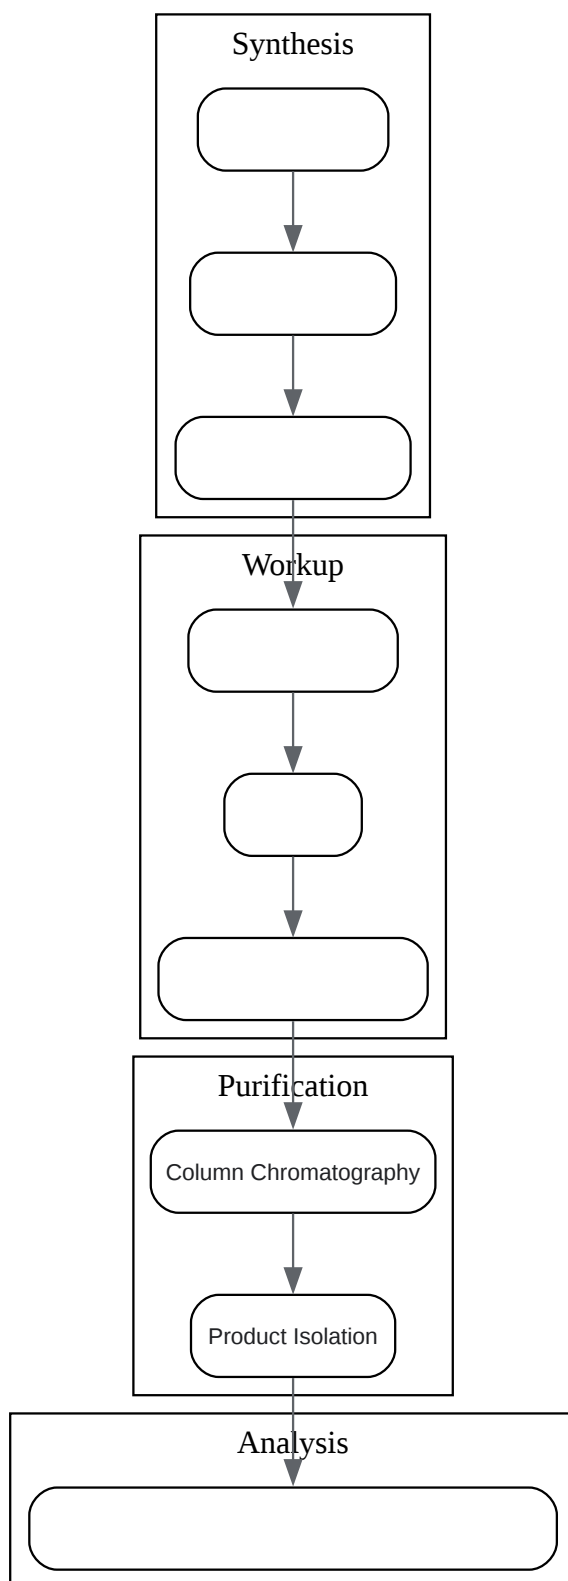 Synthesis
Workup
Purification
Column Chromatography
Product Isolation
Analysis